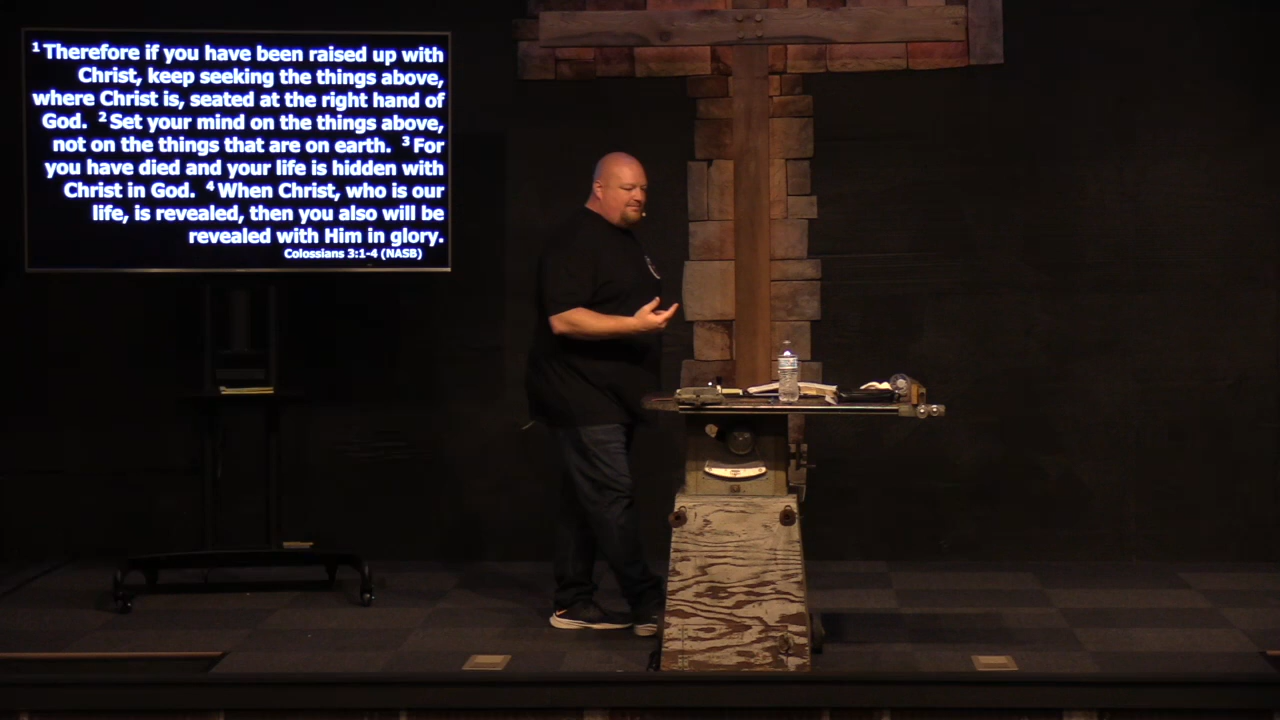 1 Therefore if you have been raised up with
Christ, keep seeking the things above,
where Christ is, seated at the right hand of
God. 2 Set your mind on the things above,
not on the things that are on earth. 3 For
you have died and your life is hidden with
Christ in God. 4 When Christ, who is our
life, is revealed, then you also will be
revealed with Him in glory.
Colossians 3:1-4 (NASB)